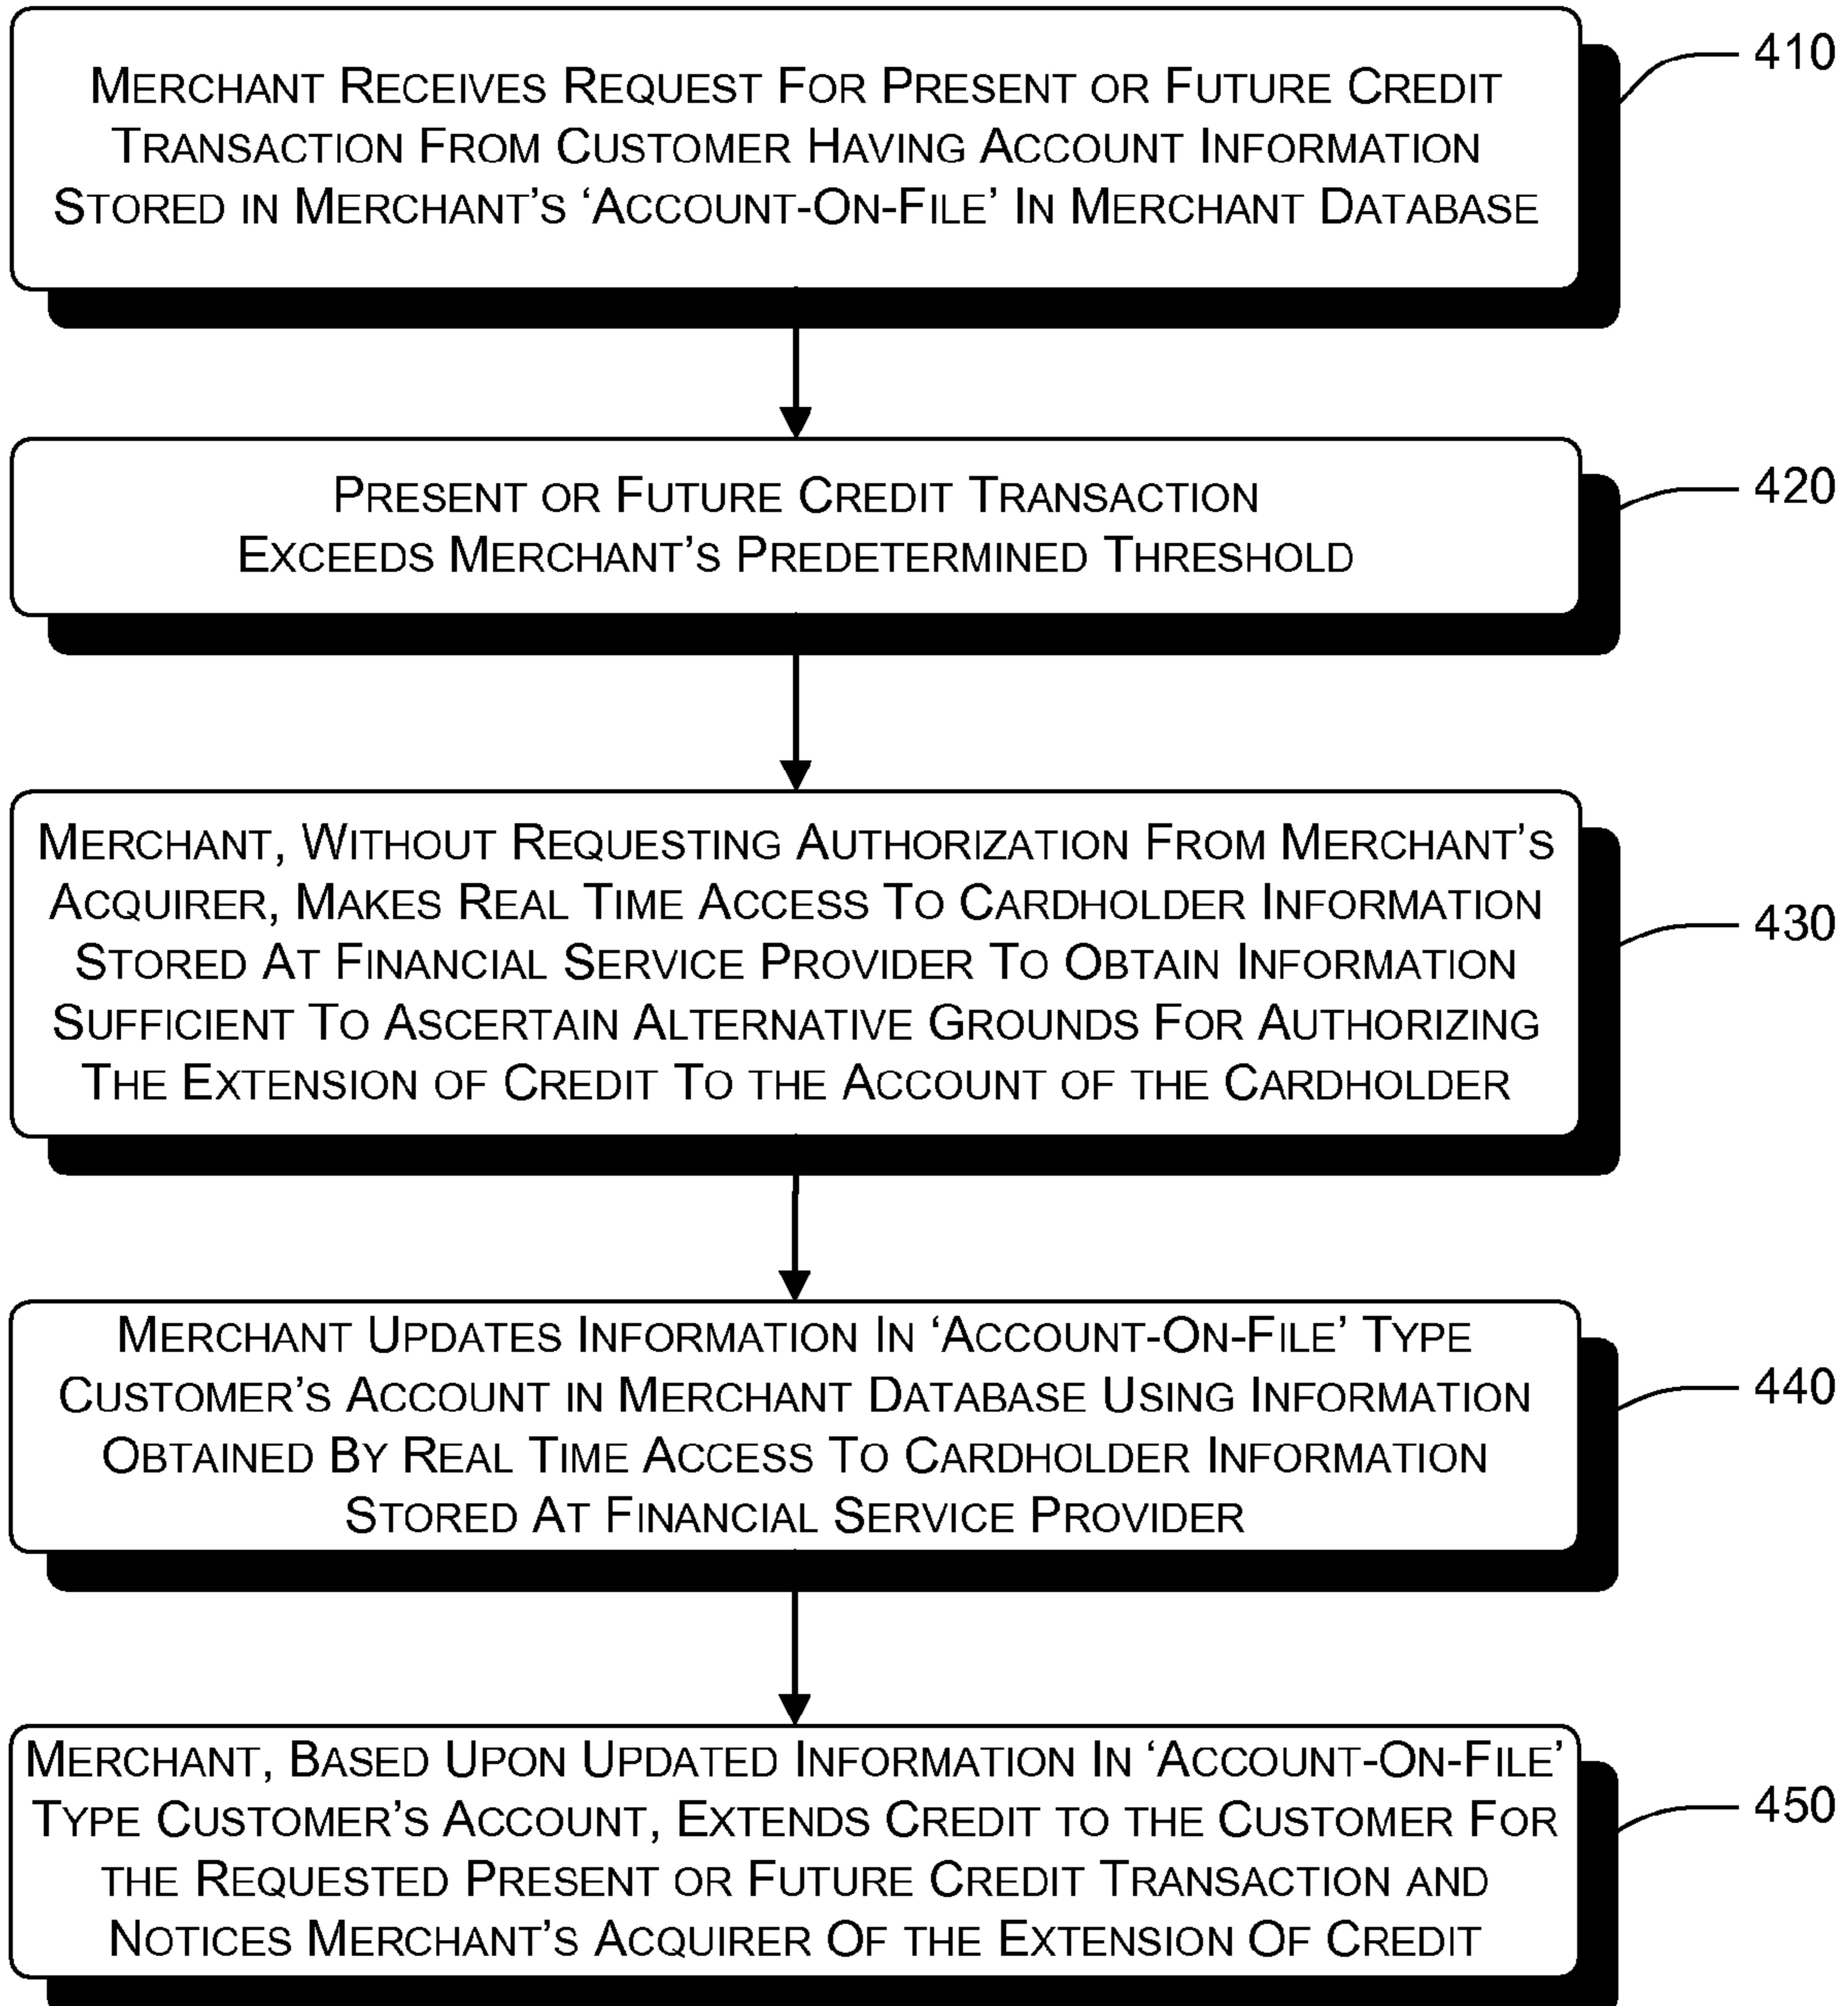 MERCHANT RECEIVES REQUEST FOR PRESENT OR FUTURE CREDIT
TRANSACTION FROM CUSTOMER HAVING ACCOUNT INFORMATION
STORED IN MERCHANT'S ‘ACCOUNT-ON-FILE’ IN MERCHANT DATABASE
410
PRESENT OR FUTURE CREDIT TRANSACTION
EXCEEDS MERCHANT'S PREDETERMINED THRESHOLD
420
MERCHANT, WITHOUT REQUESTING AUTHORIZATION FROM MERCHANT'S
ACQUIRER, MAKES REAL TIME ACCESS TO CARDHOLDER INFORMATION
STORED AT FINANCIAL SERVICE PROVIDER TO OBTAIN INFORMATION
SUFFICIENT TO ASCERTAIN ALTERNATIVE GROUNDS FOR AUTHORIZING
THE EXTENSION OF CREDIT TO THE ACCOUNT OF THE CARDHOLDER
430
MERCHANT UPDATES INFORMATION IN ‘ACCOUNT-ON-FILE’ TYPE
CUSTOMER'S ACCOUNT IN MERCHANT DATABASE USING INFORMATION
OBTAINED BY REAL TIME ACCESS TO CARDHOLDER INFORMATION
STORED AT FINANCIAL SERVICE PROVIDER
440
MERCHANT, BASED UPON UPDATED INFORMATION IN ‘ACCOUNT-ON-FILE’
TYPE CUSTOMER'S ACCOUNT, EXTENDS CREDIT TO THE CUSTOMER FOR
THE REQUESTED PRESENT OR FUTURE CREDIT TRANSACTION AND
NOTICES MERCHANT'S ACQUIRER OF THE EXTENSION OF CREDIT
450